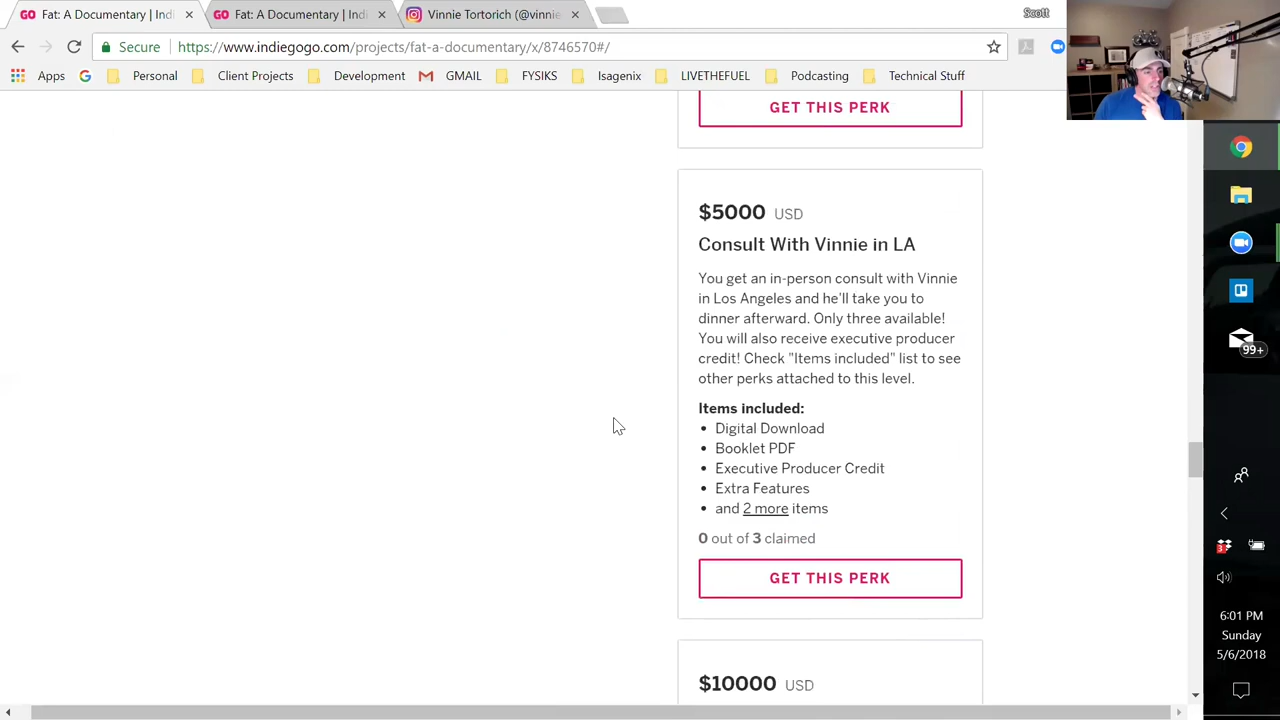 Fat: A Documentary | Indi
Fat: A Documentary | Indi
Vinnie Tortorich (@vinnie
Scott
Secure
https://www.indiegogo.com/projects/fat-a-documentary/x/8746570#/
Apps
Personal
Client Projects
Development
GMAIL
FYSIKS
Isagenix
LIVETHEFUEL
Podcasting
Technical Stuff
GET THIS PERK
$5000 USD
Consult With Vinnie in LA
You get an in-person consult with Vinnie
in Los Angeles and he'll take you to
dinner afterward. Only three available!
You will also receive executive producer
credit! Check "Items included" list to see
other perks attached to this level.
Items included:
• Digital Download
• Booklet PDF
• Executive Producer Credit
• Extra Features
• and 2 more items
0 out of 3 claimed
GET THIS PERK
$10000 USD
99+
3
6:01 PM
Sunday
5/6/2018